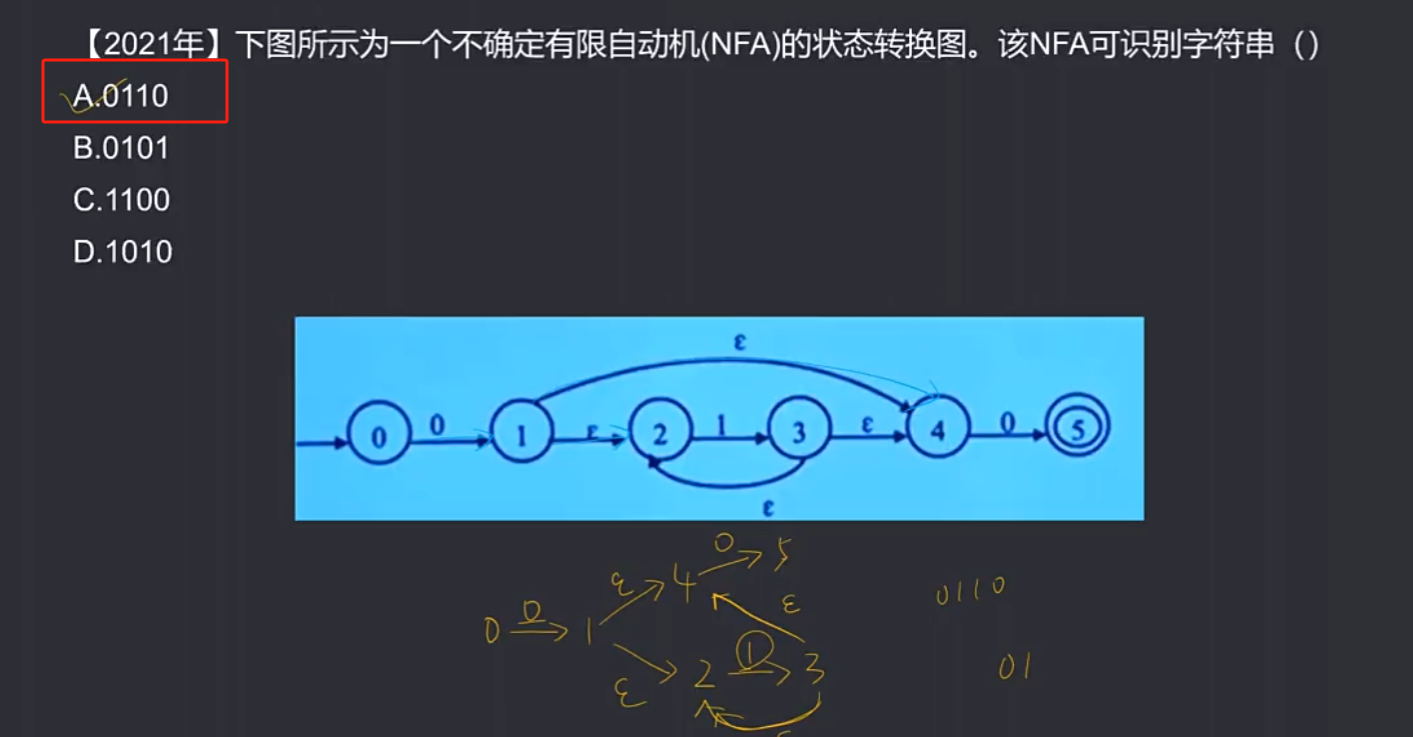 【2021年】下图所示为一个不确定有限自动机(NFA)的状态转换图。该NFA可识别字符串（）
A.0110
B.0101
C.1100
D.1010
ε
0 0 1 ε 2 1 3 ε 4 0 5
ε
0 → 5
ε 4 ε 0110
0 0 1
2 1 3 01
ε